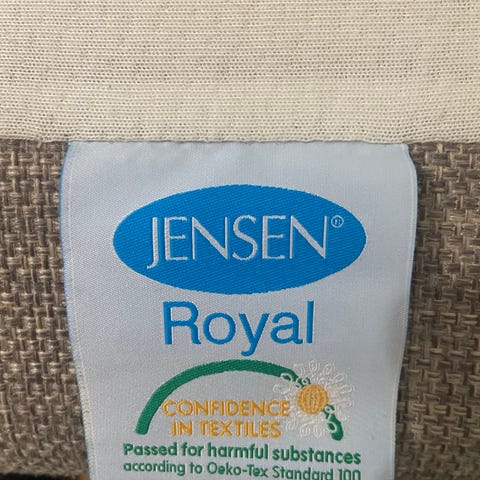 JENSEN®
Royal
CONFIDENCE
IN TEXTILES
Passed for harmful substances
according to Oeko-Tex Standard 100